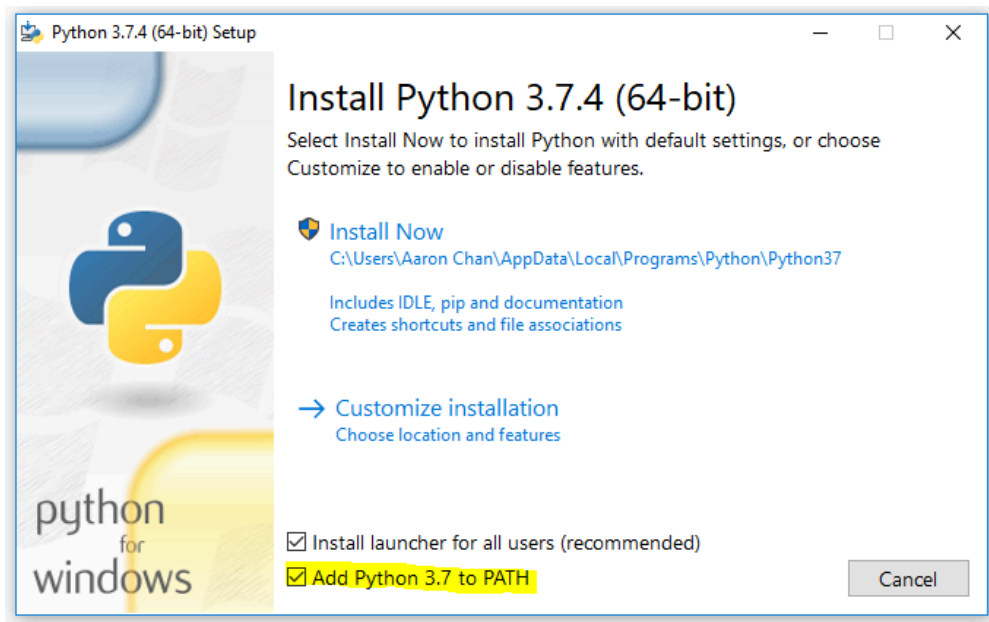 Python 3.7.4 (64-bit) Setup
Install Python 3.7.4 (64-bit)
Select Install Now to install Python with default settings, or choose
Customize to enable or disable features.
Install Now
C:\Users\Aaron Chan\AppData\Local\Programs\Python\Python37
Includes IDLE, pip and documentation
Creates shortcuts and file associations
Customize installation
Choose location and features
python
for
windows
Install launcher for all users (recommended)
Add Python 3.7 to PATH
Cancel